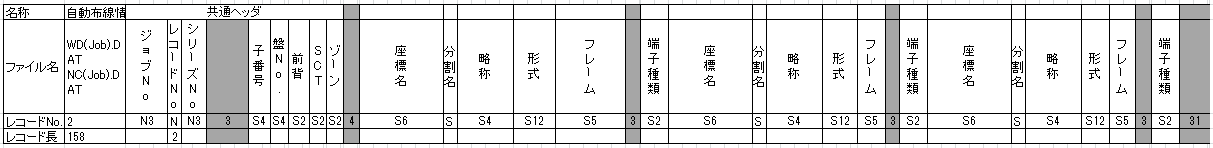 名称 自動布線情 共通ヘッダ
ファイル名 WD(Job).DAT NC(Job).DAT ジョブNo レコードNo シリーズNo 子番号 盤No. 前背 SCT ゾーン 座標名 分割名 略称 形式 フレーム 端子種類 座標名 分割名 略称 形式 フレーム 端子種類 座標名 分割名 略称 形式 フレーム 端子種類
レコードNo. 2 N3 N N3 3 S4 S4 S2 S2 S2 4 S6 S S4 S12 S5 3 S2 S6 S S4 S12 S5 3 S2 S6 S S4 S12 S5 3 S2 31
レコード長 158 2